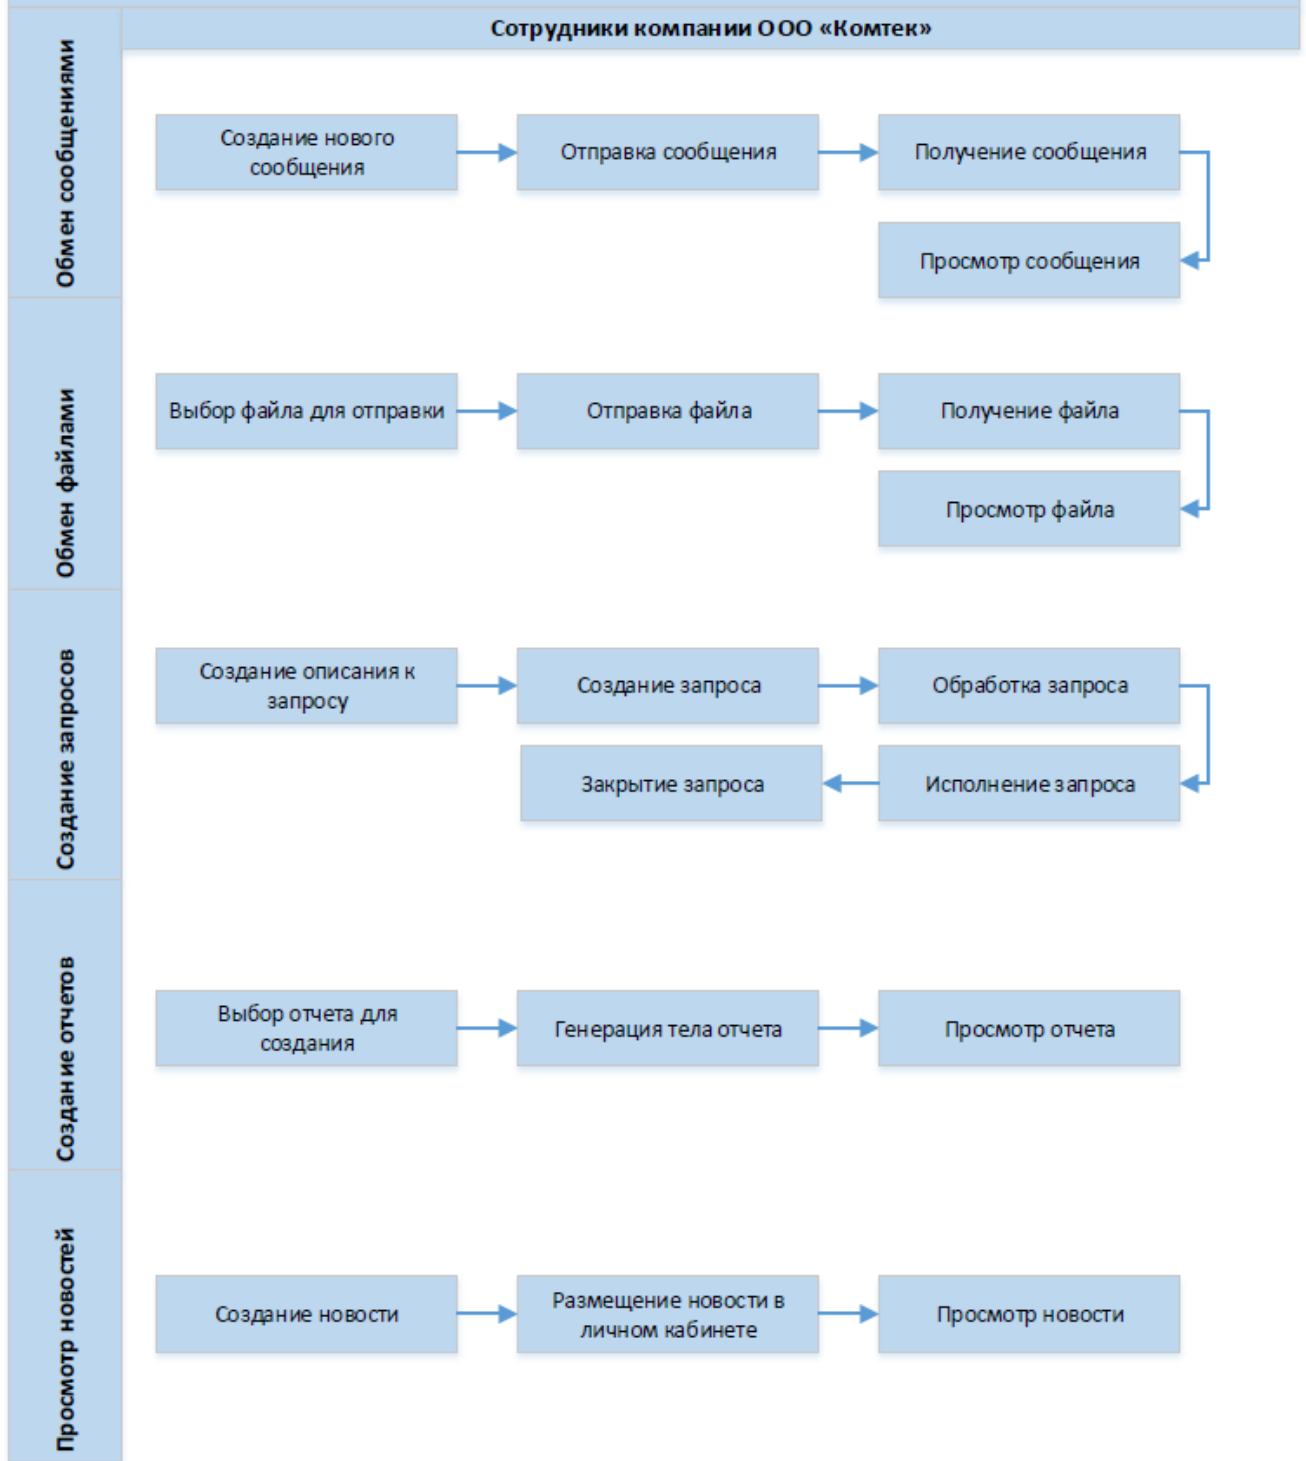 Сотрудники компании ООО «Комтек»
Обмен сообщениями
Создание нового
сообщения
Отправка сообщения
Получение сообщения
Просмотр сообщения
Обмен файлами
Выбор файла для отправки
Отправка файла
Получение файла
Просмотр файла
Создание запросов
Создание описания к
запросу
Создание запроса
Обработка запроса
Закрытие запроса
Исполнение запроса
Создание отчетов
Выбор отчета для
создания
Генерация тела отчета
Просмотр отчета
Просмотр новостей
Создание новости
Размещение новости в
личном кабинете
Просмотр новости